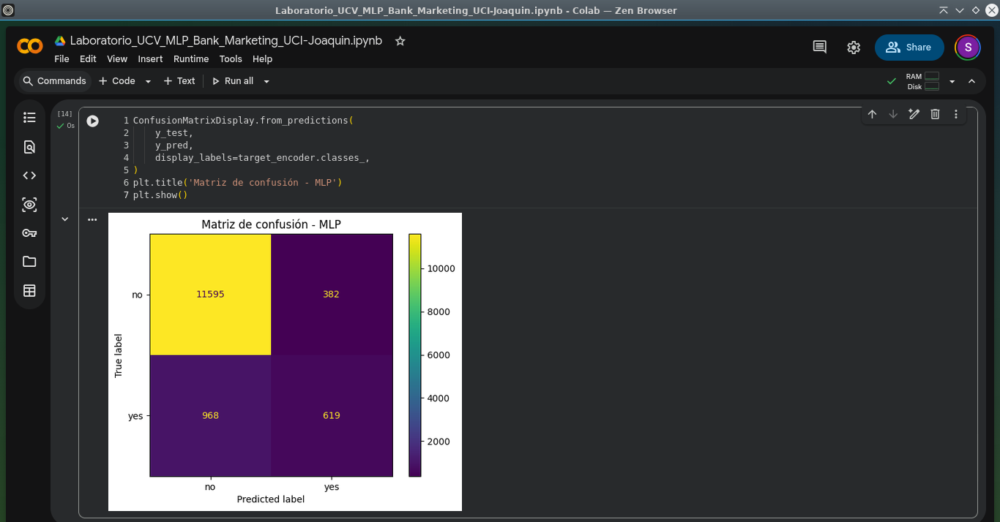 Laboratorio_UCV_MLP_Bank_Marketing_UCI-Joaquin.ipynb - Colab — Zen Browser
Laboratorio_UCV_MLP_Bank_Marketing_UCI-Joaquin.ipynb
File Edit View Insert Runtime Tools Help
Share
S
Commands + Code + Text Run all
RAM
Disk
[14]
0s
1 ConfusionMatrixDisplay.from_predictions(
2 y_test,
3 y_pred,
4 display_labels=target_encoder.classes_,
5 )
6 plt.title('Matriz de confusión - MLP')
7 plt.show()
Matriz de confusión - MLP
no
11595
382
yes
968
619
no
yes
True label
Predicted label
10000
8000
6000
4000
2000